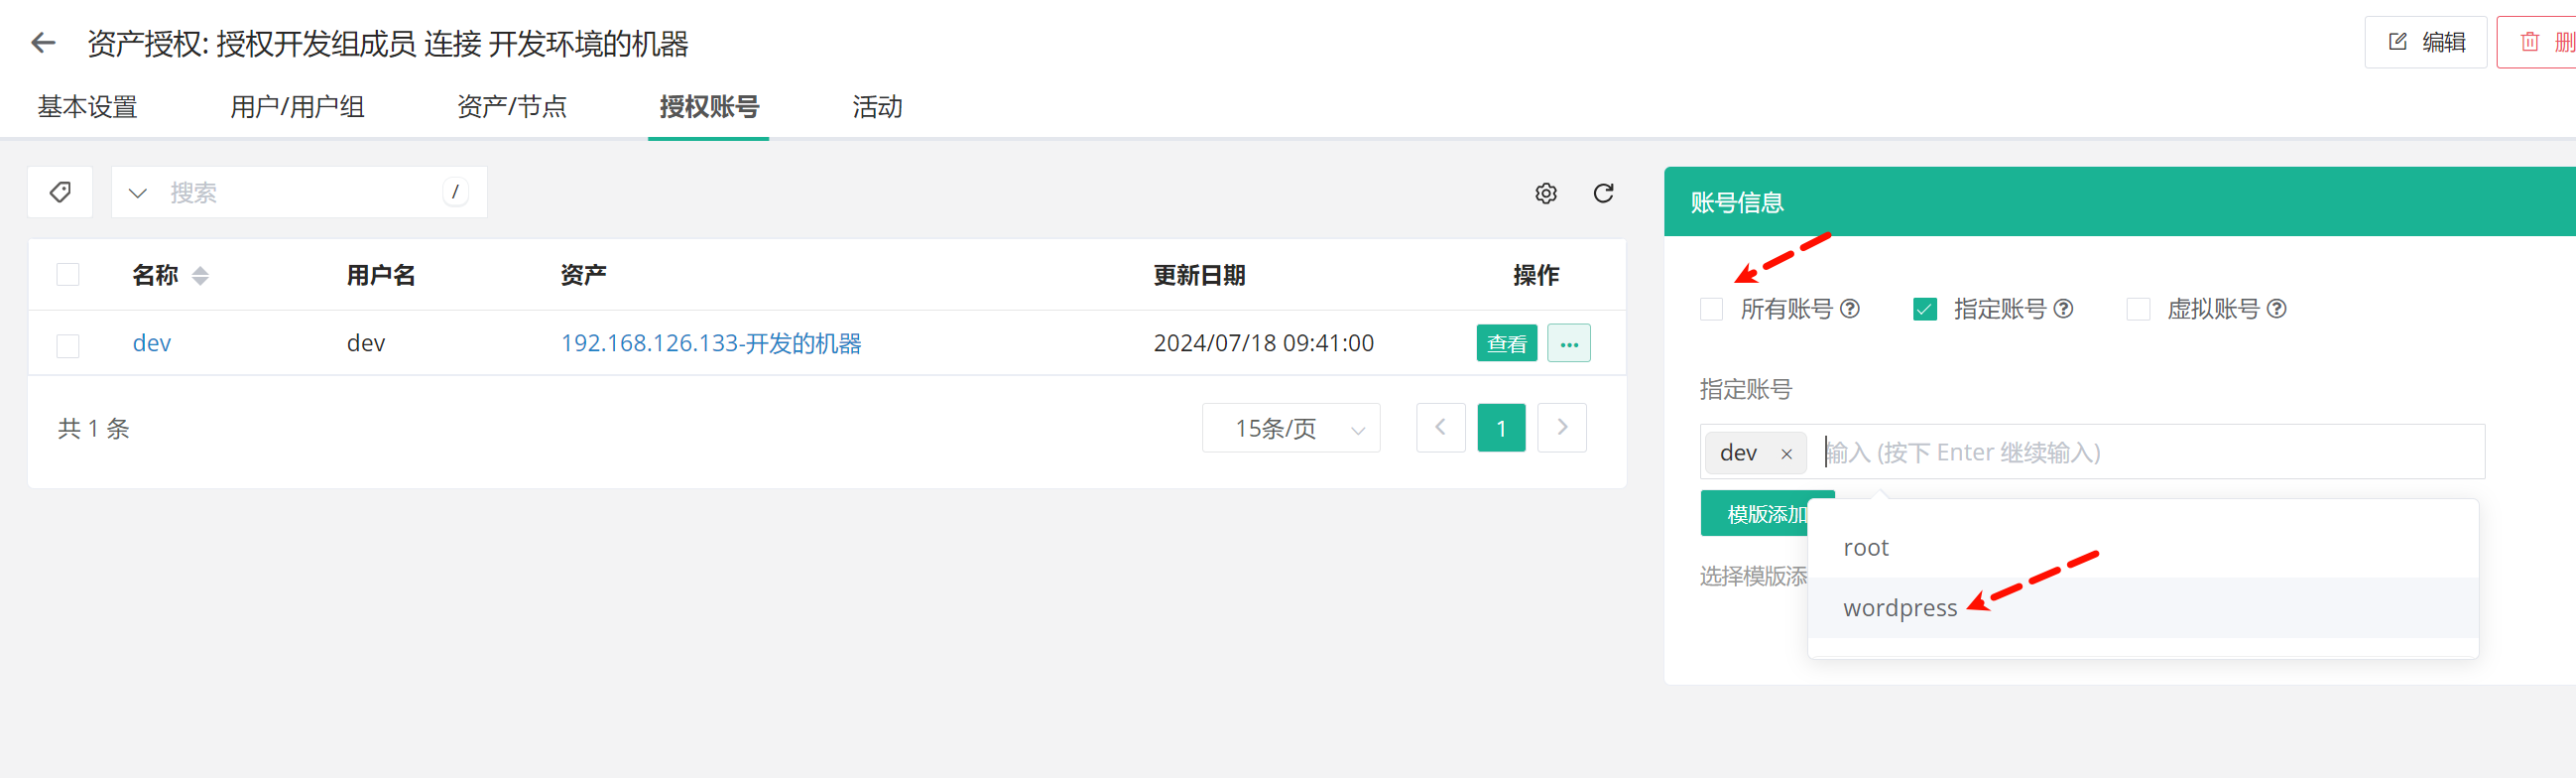 资产授权: 授权开发组成员 连接 开发环境的机器
编辑
删
基本设置 用户/用户组 资产/节点 授权账号 活动
搜索 /
账号信息
名称 用户名 资产 更新日期 操作
dev dev 192.168.126.133-开发的机器 2024/07/18 09:41:00 查看 ...
共 1 条 15条/页 1
所有账号 指定账号 虚拟账号
指定账号
dev × 输入 (按下 Enter 继续输入)
模版添加
选择模版添
root
wordpress